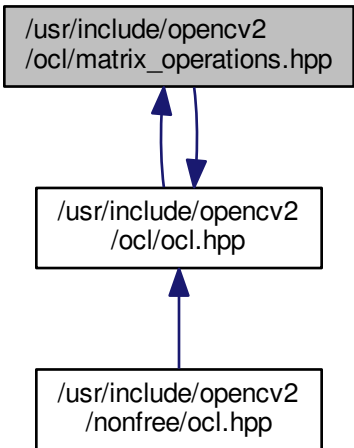 /usr/include/opencv2
/ocl/matrix_operations.hpp
/usr/include/opencv2
/ocl/ocl.hpp
/usr/include/opencv2
/nonfree/ocl.hpp